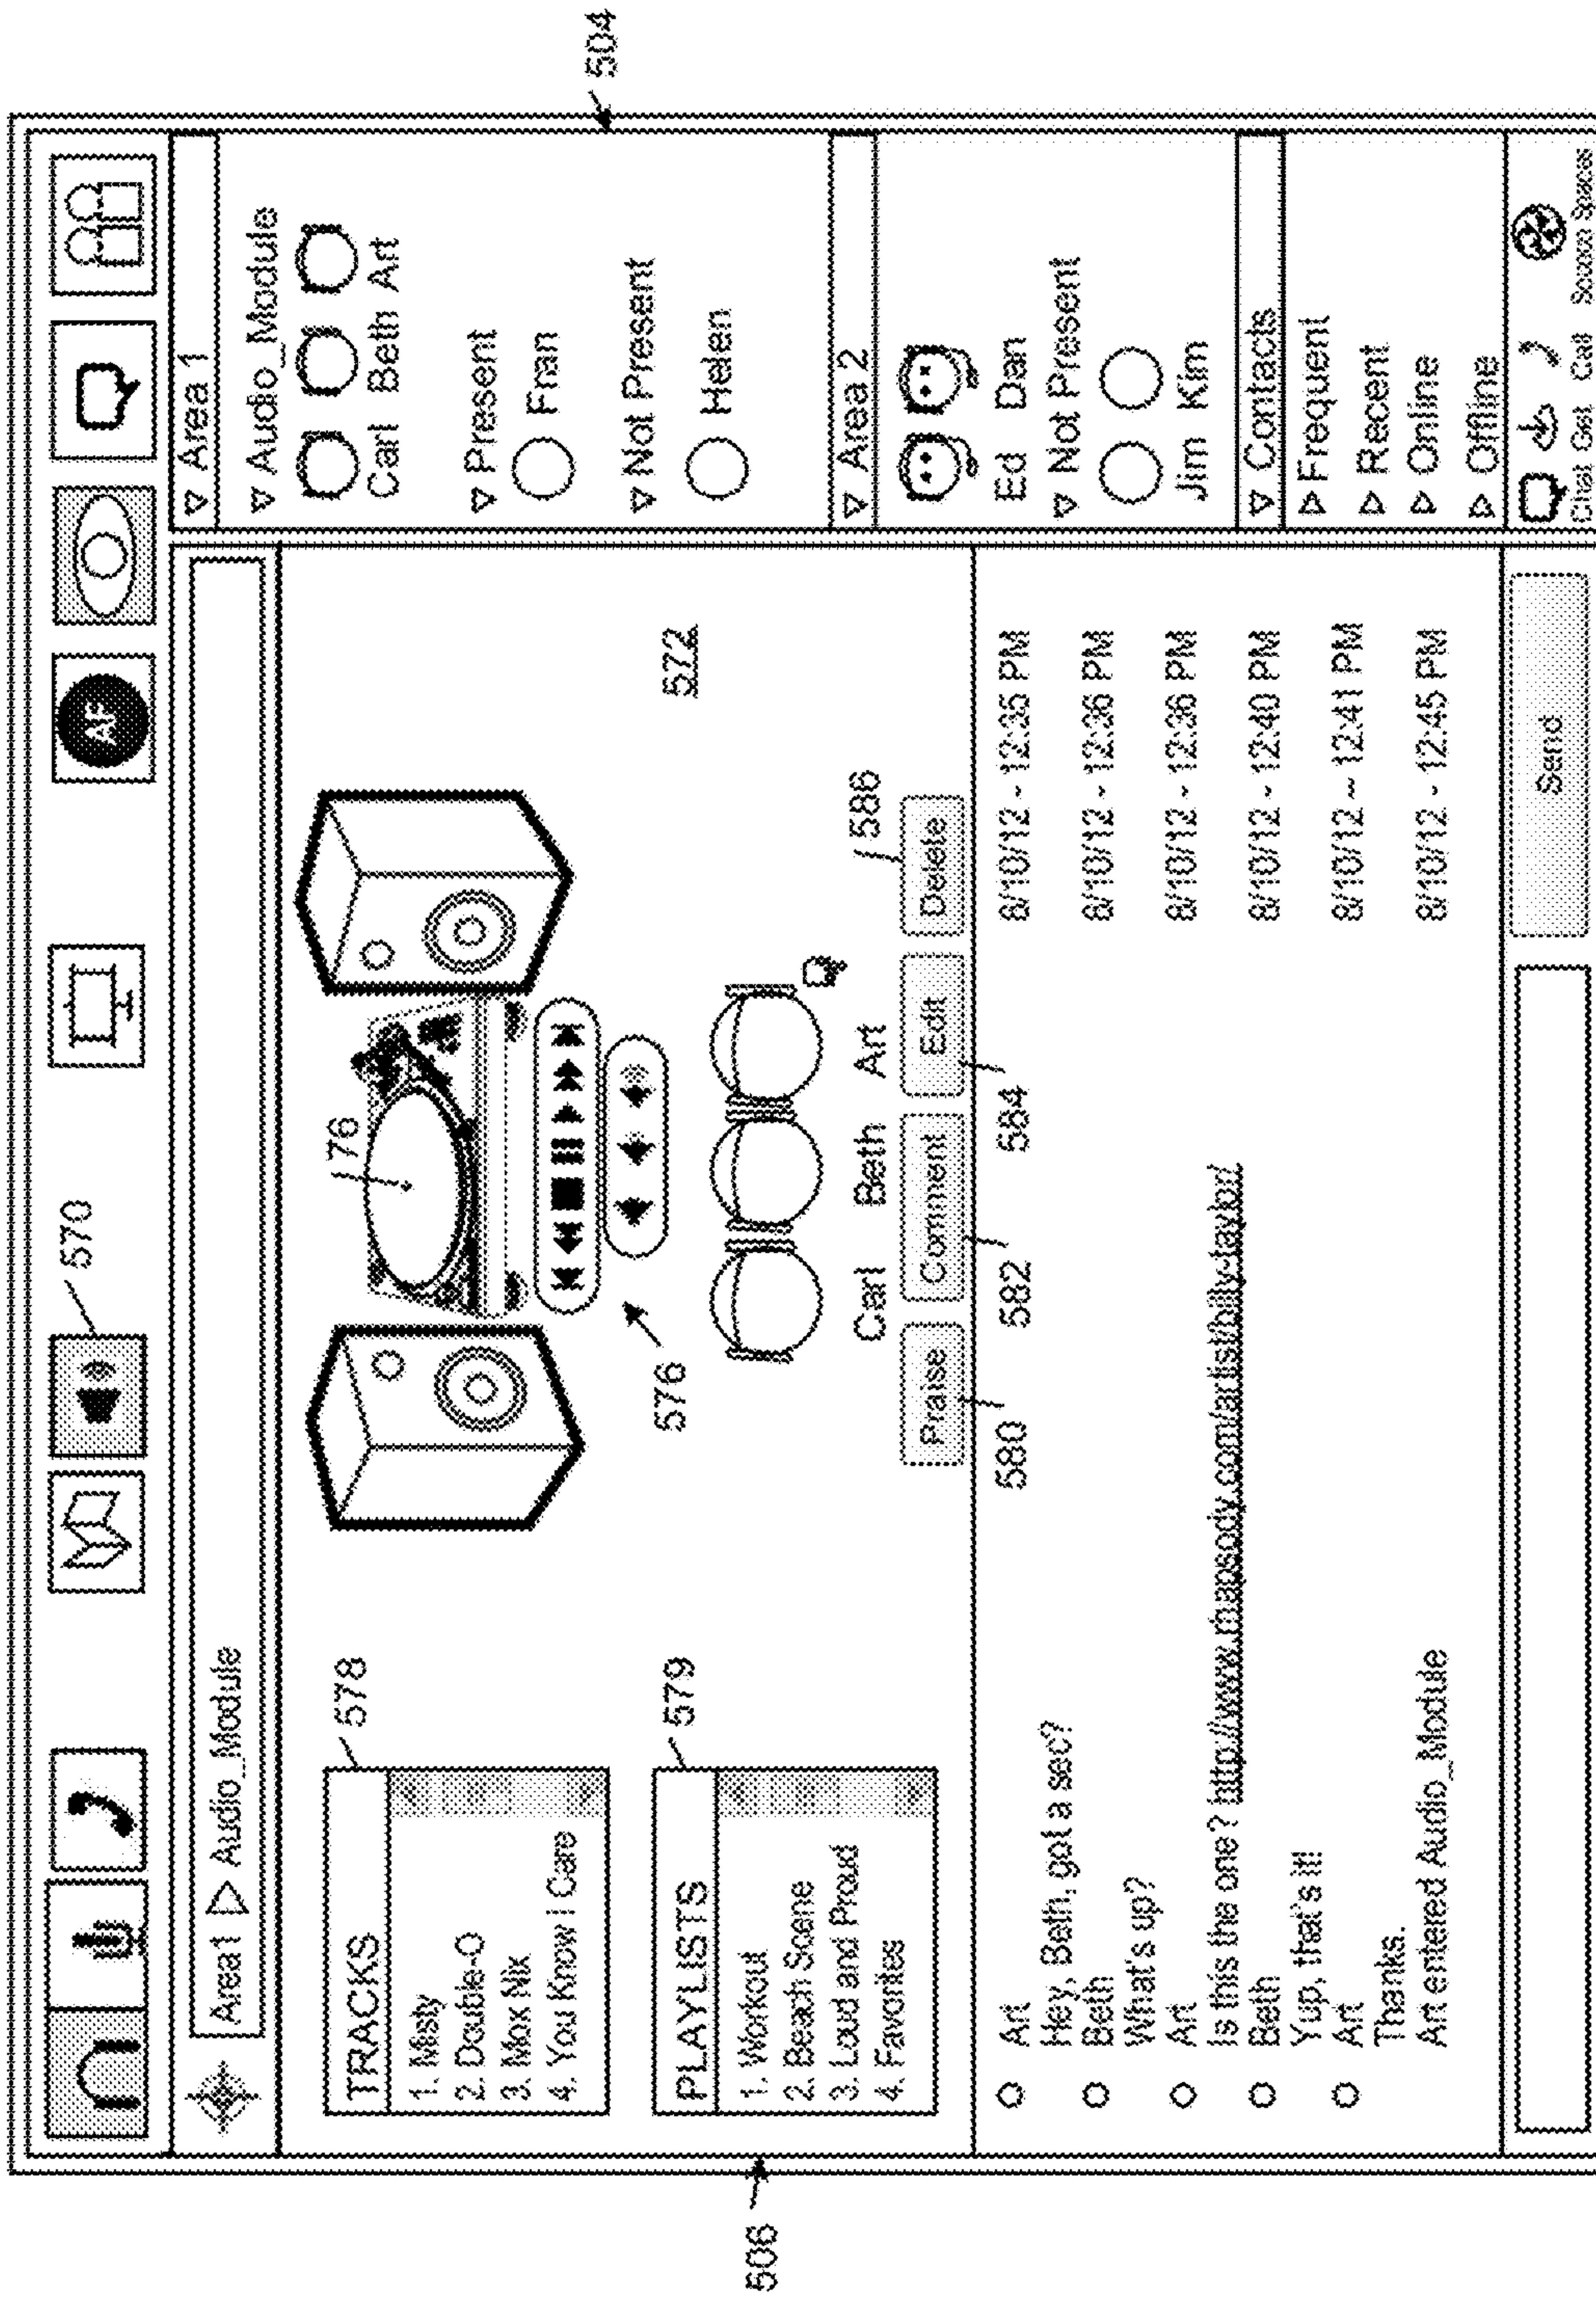 570
AF
Area1 ▷ Audio_Module
578
TRACKS
1. Misty
2. Double-O
3. Mox Nix
4. You Know I Care
579
PLAYLISTS
1. Workout
2. Beach Scene
3. Loud and Proud
4. Favorites
176
576
572
Carl Beth Art
586
Praise Comment Edit Delete
580 582 584
506
504
▽ Area 1
▽ Audio_Module
Carl Beth Art
▽ Present
Fran
▽ Not Present
Helen
▽ Area 2
Ed Dan
▽ Not Present
Jim Kim
▽ Contacts
▷ Frequent
▷ Recent
▷ Online
▷ Offline
Chat Get Call Socom Spaces
Art 8/10/12 - 12:35 PM
Hey, Beth, got a sec?
Beth 8/10/12 - 12:36 PM
What's up?
Art 8/10/12 - 12:36 PM
Is this the one? http://www.rhapsody.com/artist/billy-taylor/
Beth 8/10/12 - 12:40 PM
Yup, that's it!
Art 8/10/12 -- 12:41 PM
Thanks.
Art entered Audio_Module 8/10/12 - 12:45 PM
Send